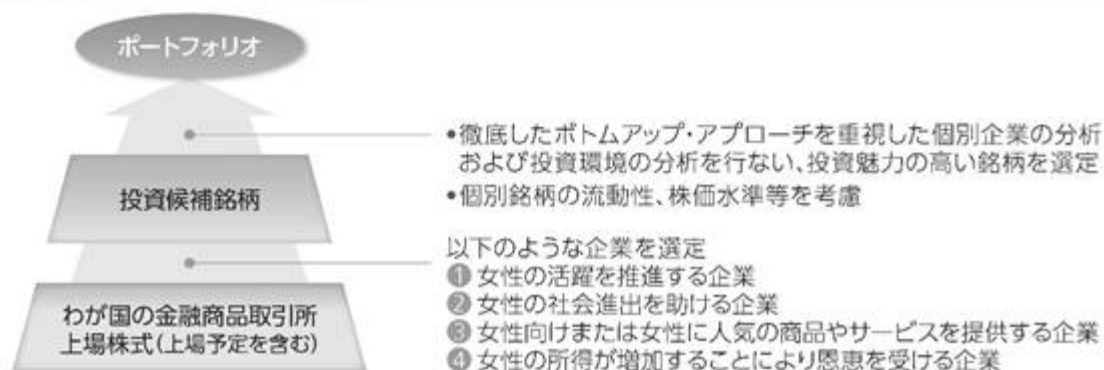 ポートフォリオ
•徹底したボトムアップ・アプローチを重視した個別企業の分析
および投資環境の分析を行ない、投資魅力の高い銘柄を選定
•個別銘柄の流動性、株価水準等を考慮
投資候補銘柄
以下のような企業を選定
❶ 女性の活躍を推進する企業
❷ 女性の社会進出を助ける企業
❸ 女性向けまたは女性に人気の商品やサービスを提供する企業
❹ 女性の所得が増加することにより恩恵を受ける企業
わが国の金融商品取引所
上場株式(上場予定を含む)